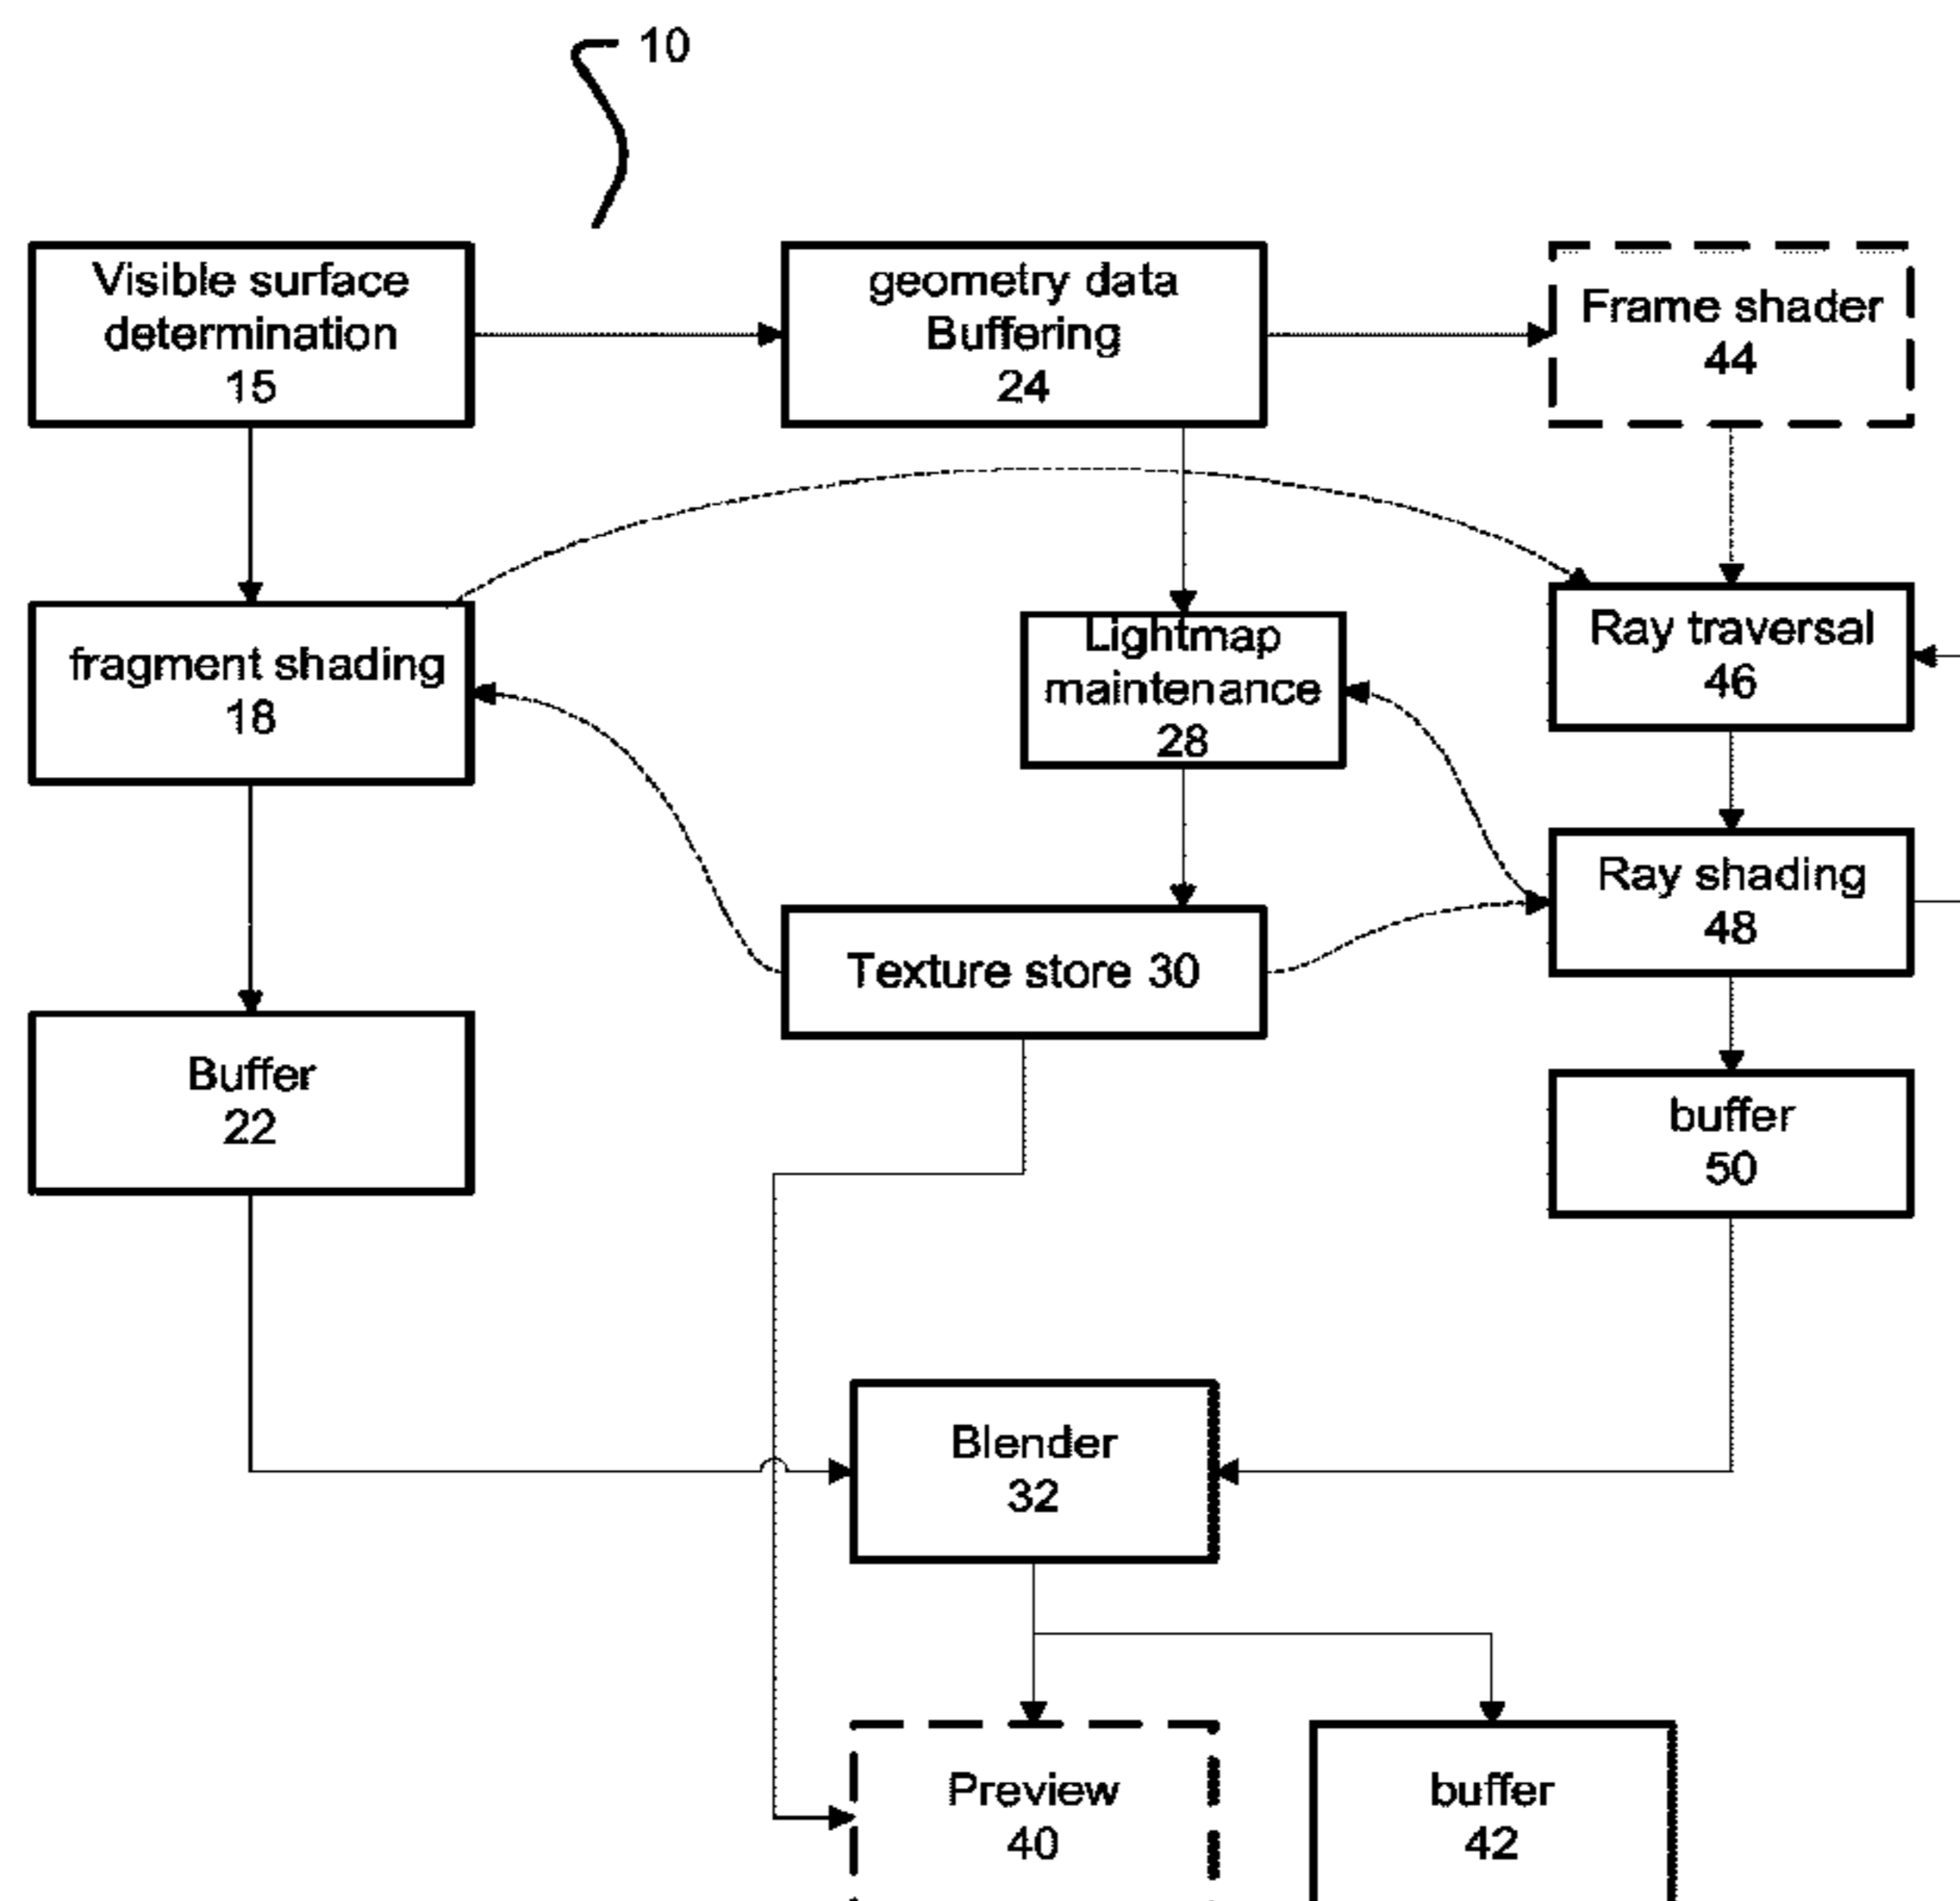 10
Visible surface
determination
15
geometry data
Buffering
24
Frame shader
44
fragment shading
18
Lightmap
maintenance
28
Ray traversal
46
Ray shading
48
Texture store 30
Buffer
22
buffer
50
Blender
32
Preview
40
buffer
42